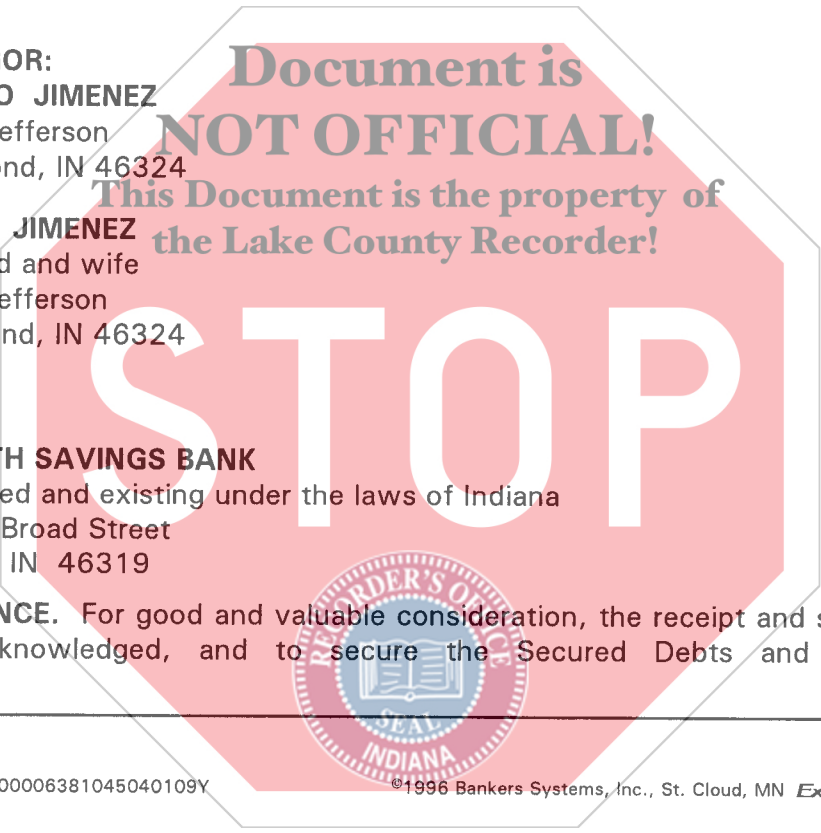 Document is
OR:
O JIMENEZ
efferson
NOT OFFICIAL!
ond, IN 46324
This Document is the property of
JIMENEZ
the Lake County Recorder!
d and wife
efferson
nd, IN 46324
STOP
TH SAVINGS BANK
ed and existing under the laws of Indiana
Broad Street
IN 46319
RECORDER'S OFFICE
NCE. For good and valuable consideration, the receipt and s
knowledged, and to secure the Secured Debts and
SEAL
INDIANA
00006381045040109Y
©1996 Bankers Systems, Inc., St. Cloud, MN Ex